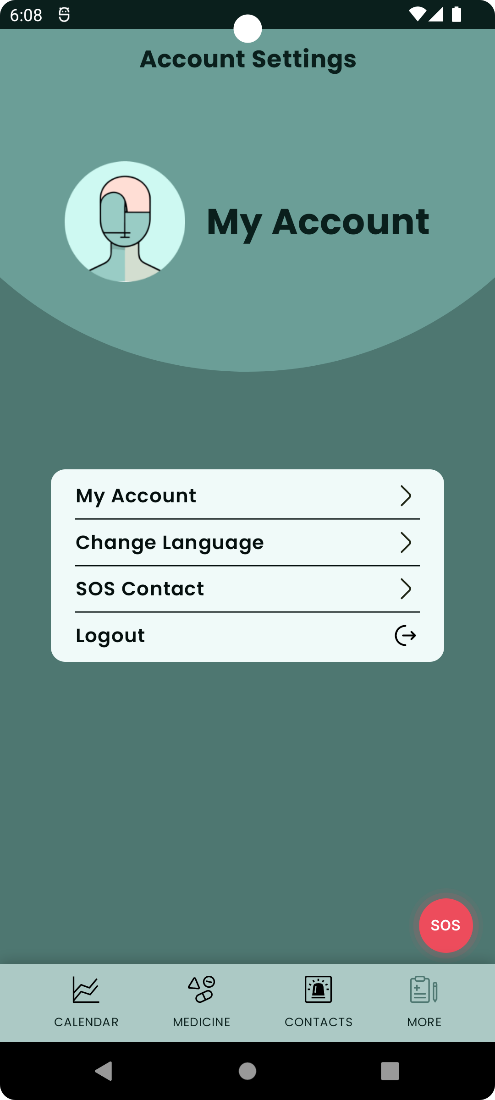 6:08
Account Settings
My Account
My Account
Change Language
SOS Contact
Logout
SOS
CALENDAR
MEDICINE
CONTACTS
MORE